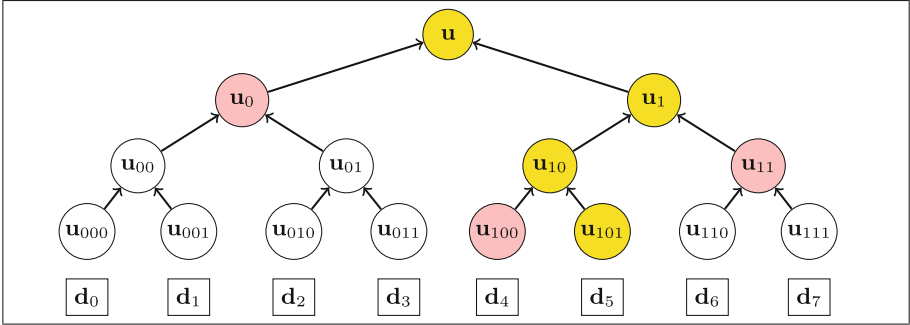 u
u₀ u₁
u₀₀ u₀₁ u₁₀ u₁₁
u₀₀₀ u₀₀₁ u₀₁₀ u₀₁₁ u₁₀₀ u₁₀₁ u₁₁₀ u₁₁₁
d₀ d₁ d₂ d₃ d₄ d₅ d₆ d₇